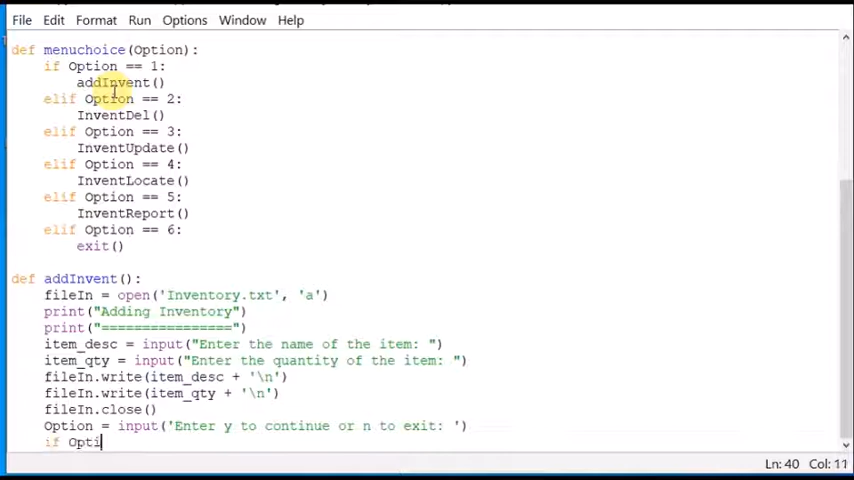 File Edit Format Run Options Window Help
def menuchoice(Option):
    if Option == 1:
        addInvent()
    elif Option == 2:
        InventDel()
    elif Option == 3:
        InventUpdate()
    elif Option == 4:
        InventLocate()
    elif Option == 5:
        InventReport()
    elif Option == 6:
        exit()
def addInvent():
    fileIn = open('Inventory.txt', 'a')
    print("Adding Inventory")
    print("================")
    item_desc = input("Enter the name of the item: ")
    item_qty = input("Enter the quantity of the item: ")
    fileIn.write(item_desc + '\n')
    fileIn.write(item_qty + '\n')
    fileIn.close()
    Option = input('Enter y to continue or n to exit: ')
    if Opti
Ln: 40 Col: 11